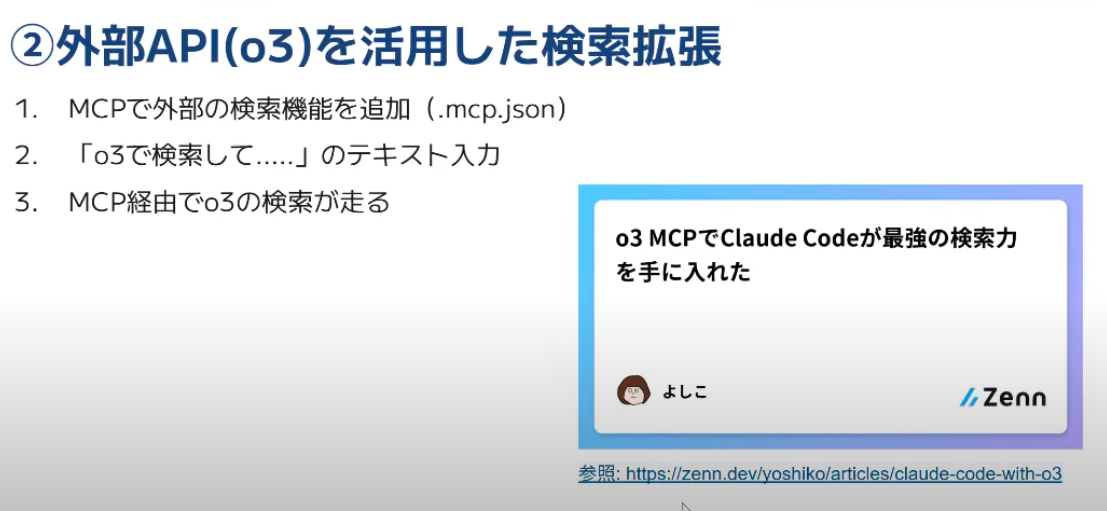 ②外部API(o3)を活用した検索拡張
1. MCPで外部の検索機能を追加（.mcp.json）
2. 「o3で検索して.....」のテキスト入力
3. MCP経由でo3の検索が走る
o3 MCPでClaude Codeが最強の検索力
を手に入れた
よしこ
Zenn
参照: https://zenn.dev/yoshiko/articles/claude-code-with-o3